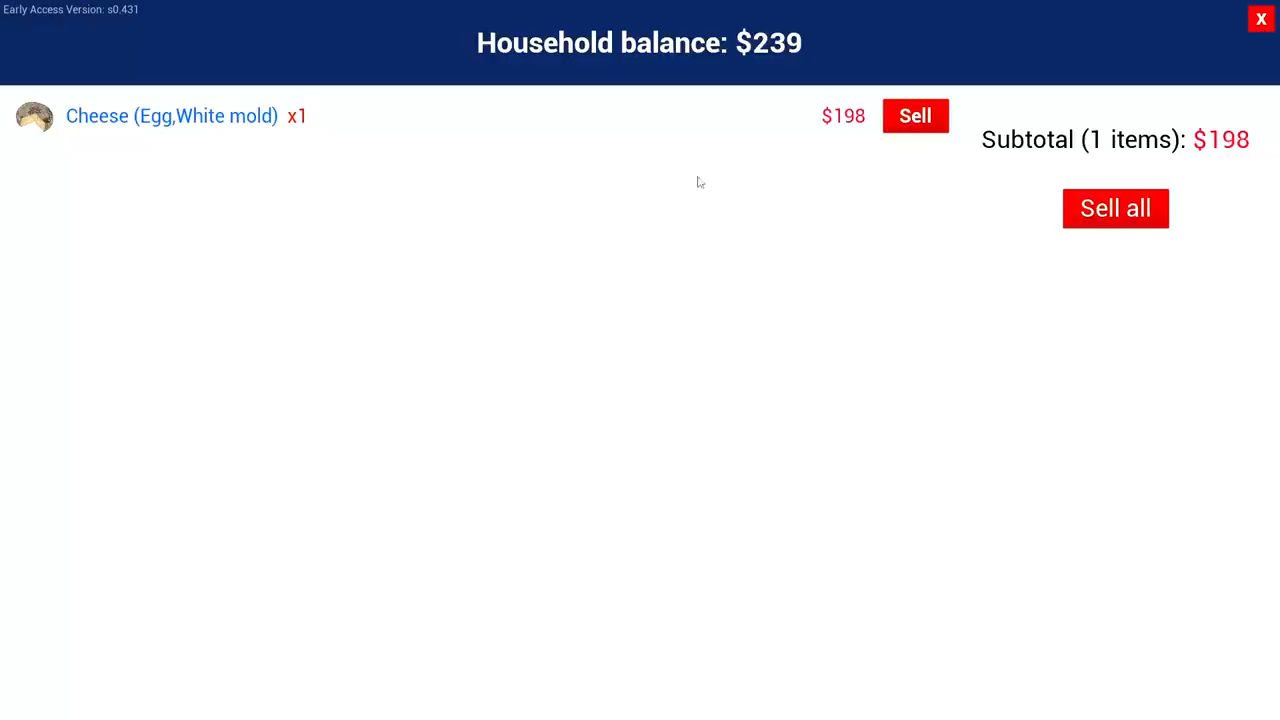 Early Access Version: s0.431
X
Household balance: $239
Cheese (Egg,White mold) x1 $198 Sell
Subtotal (1 items): $198
Sell all